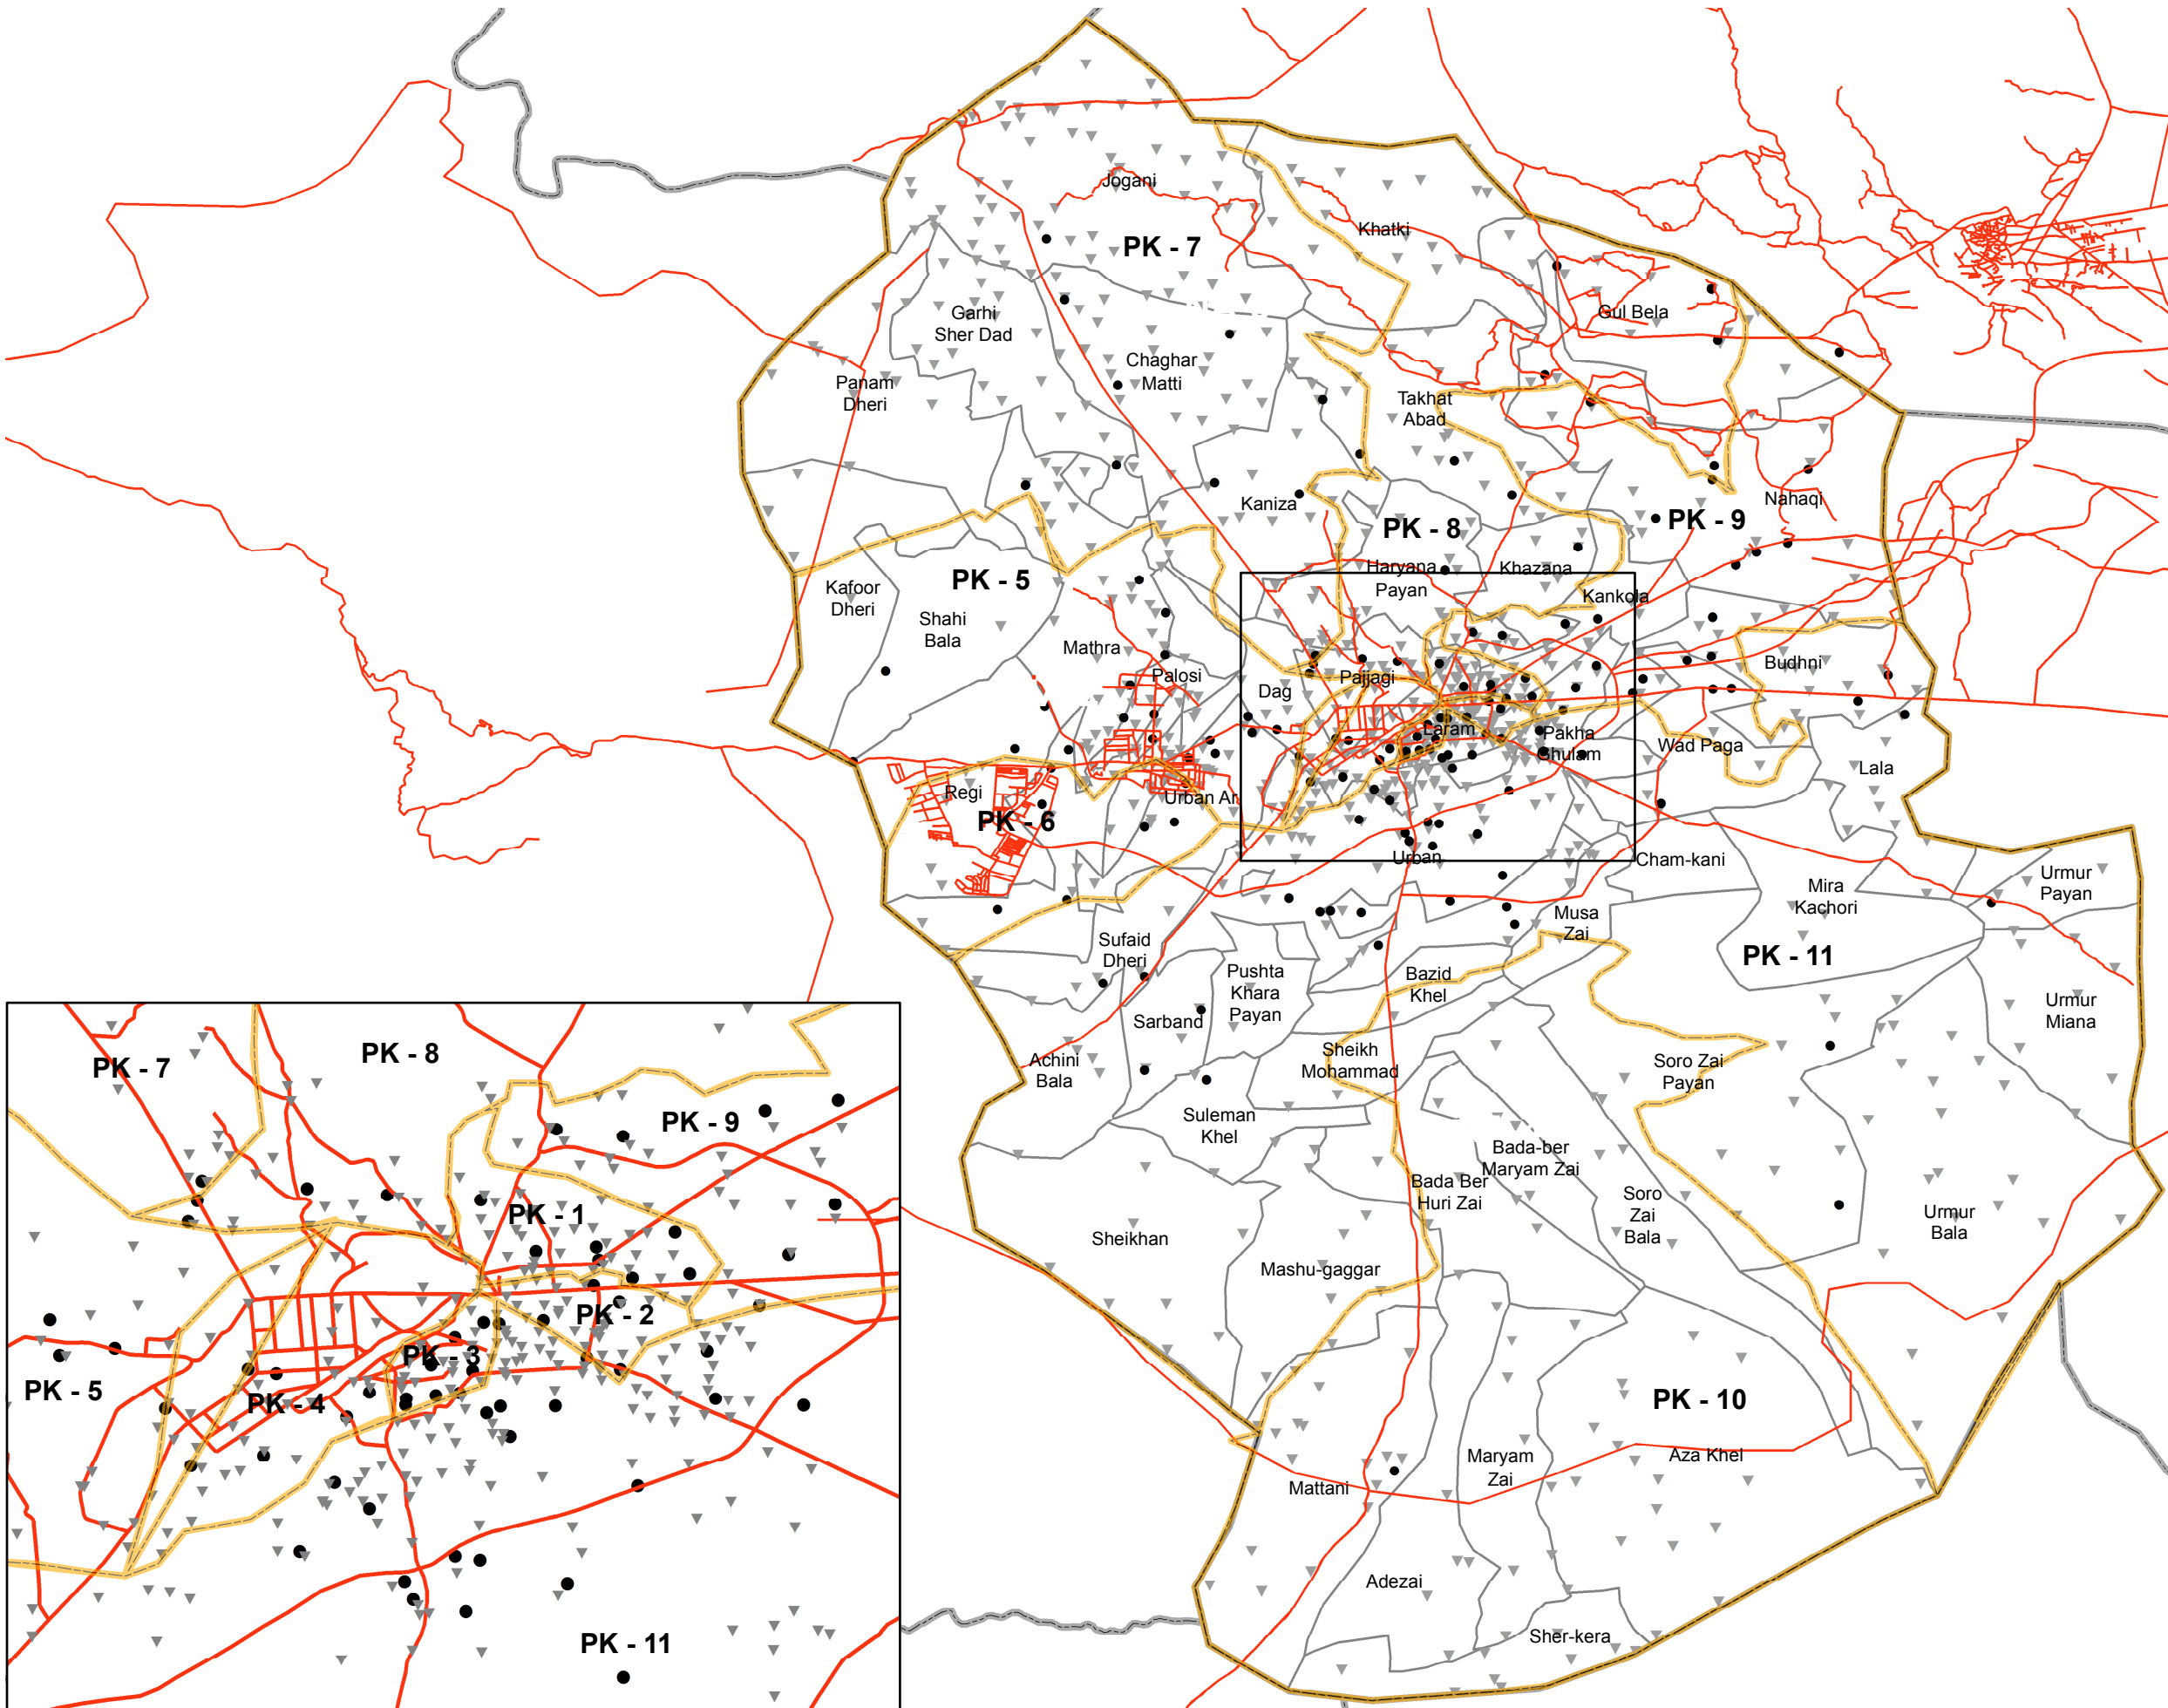 Jogani
Khatki
PK - 7
Garhi
Sher Dad
Gul Bela
Chaghar
Matti
Panam
Dheri
Takhat
Abad
Kaniza
Nahaqi
PK - 8
PK - 9
Haryana
Payan
Khazana
PK - 5
Kafoor
Dheri
Kankola
Shahi
Bala
Mathra
Palosi
Pajjagi
Dag
Budhni
Laram
Pakha
Ghulam
Wad Paga
Lala
Regi
Urban Ar
PK - 6
Urban
Cham-kani
Urmur
Payan
Mira
Kachori
Musa
Zai
Sufaid
Dheri
PK - 11
Pushta
Khara
Payan
Bazid
Khel
Urmur
Miana
Sarband
Achini
Bala
Sheikh
Mohammad
Soro Zai
Payan
Suleman
Khel
Bada-ber
Maryam Zai
Bada Ber
Huri Zai
Soro
Zai
Bala
Urmur
Bala
Sheikhan
Mashu-gaggar
PK - 10
Mattani
Maryam
Zai
Aza Khel
Adezai
Sher-kera
PK - 7
PK - 8
PK - 9
PK - 1
PK - 2
PK - 3
PK - 5
PK - 4
PK - 11